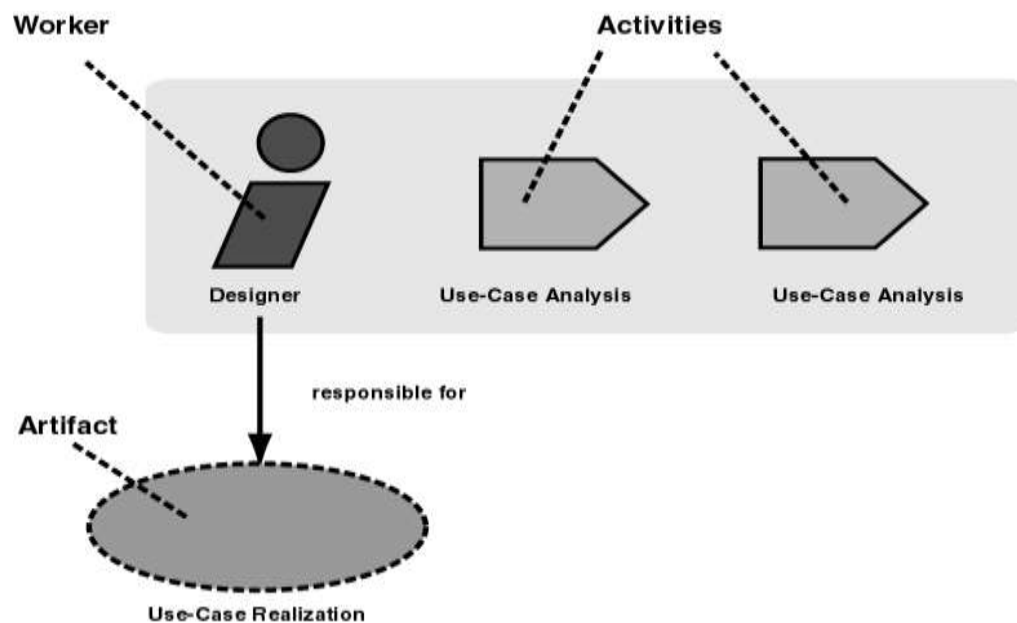 Worker
Activities
Designer
Use-Case Analysis
Use-Case Analysis
responsible for
Artifact
Use-Case Realization